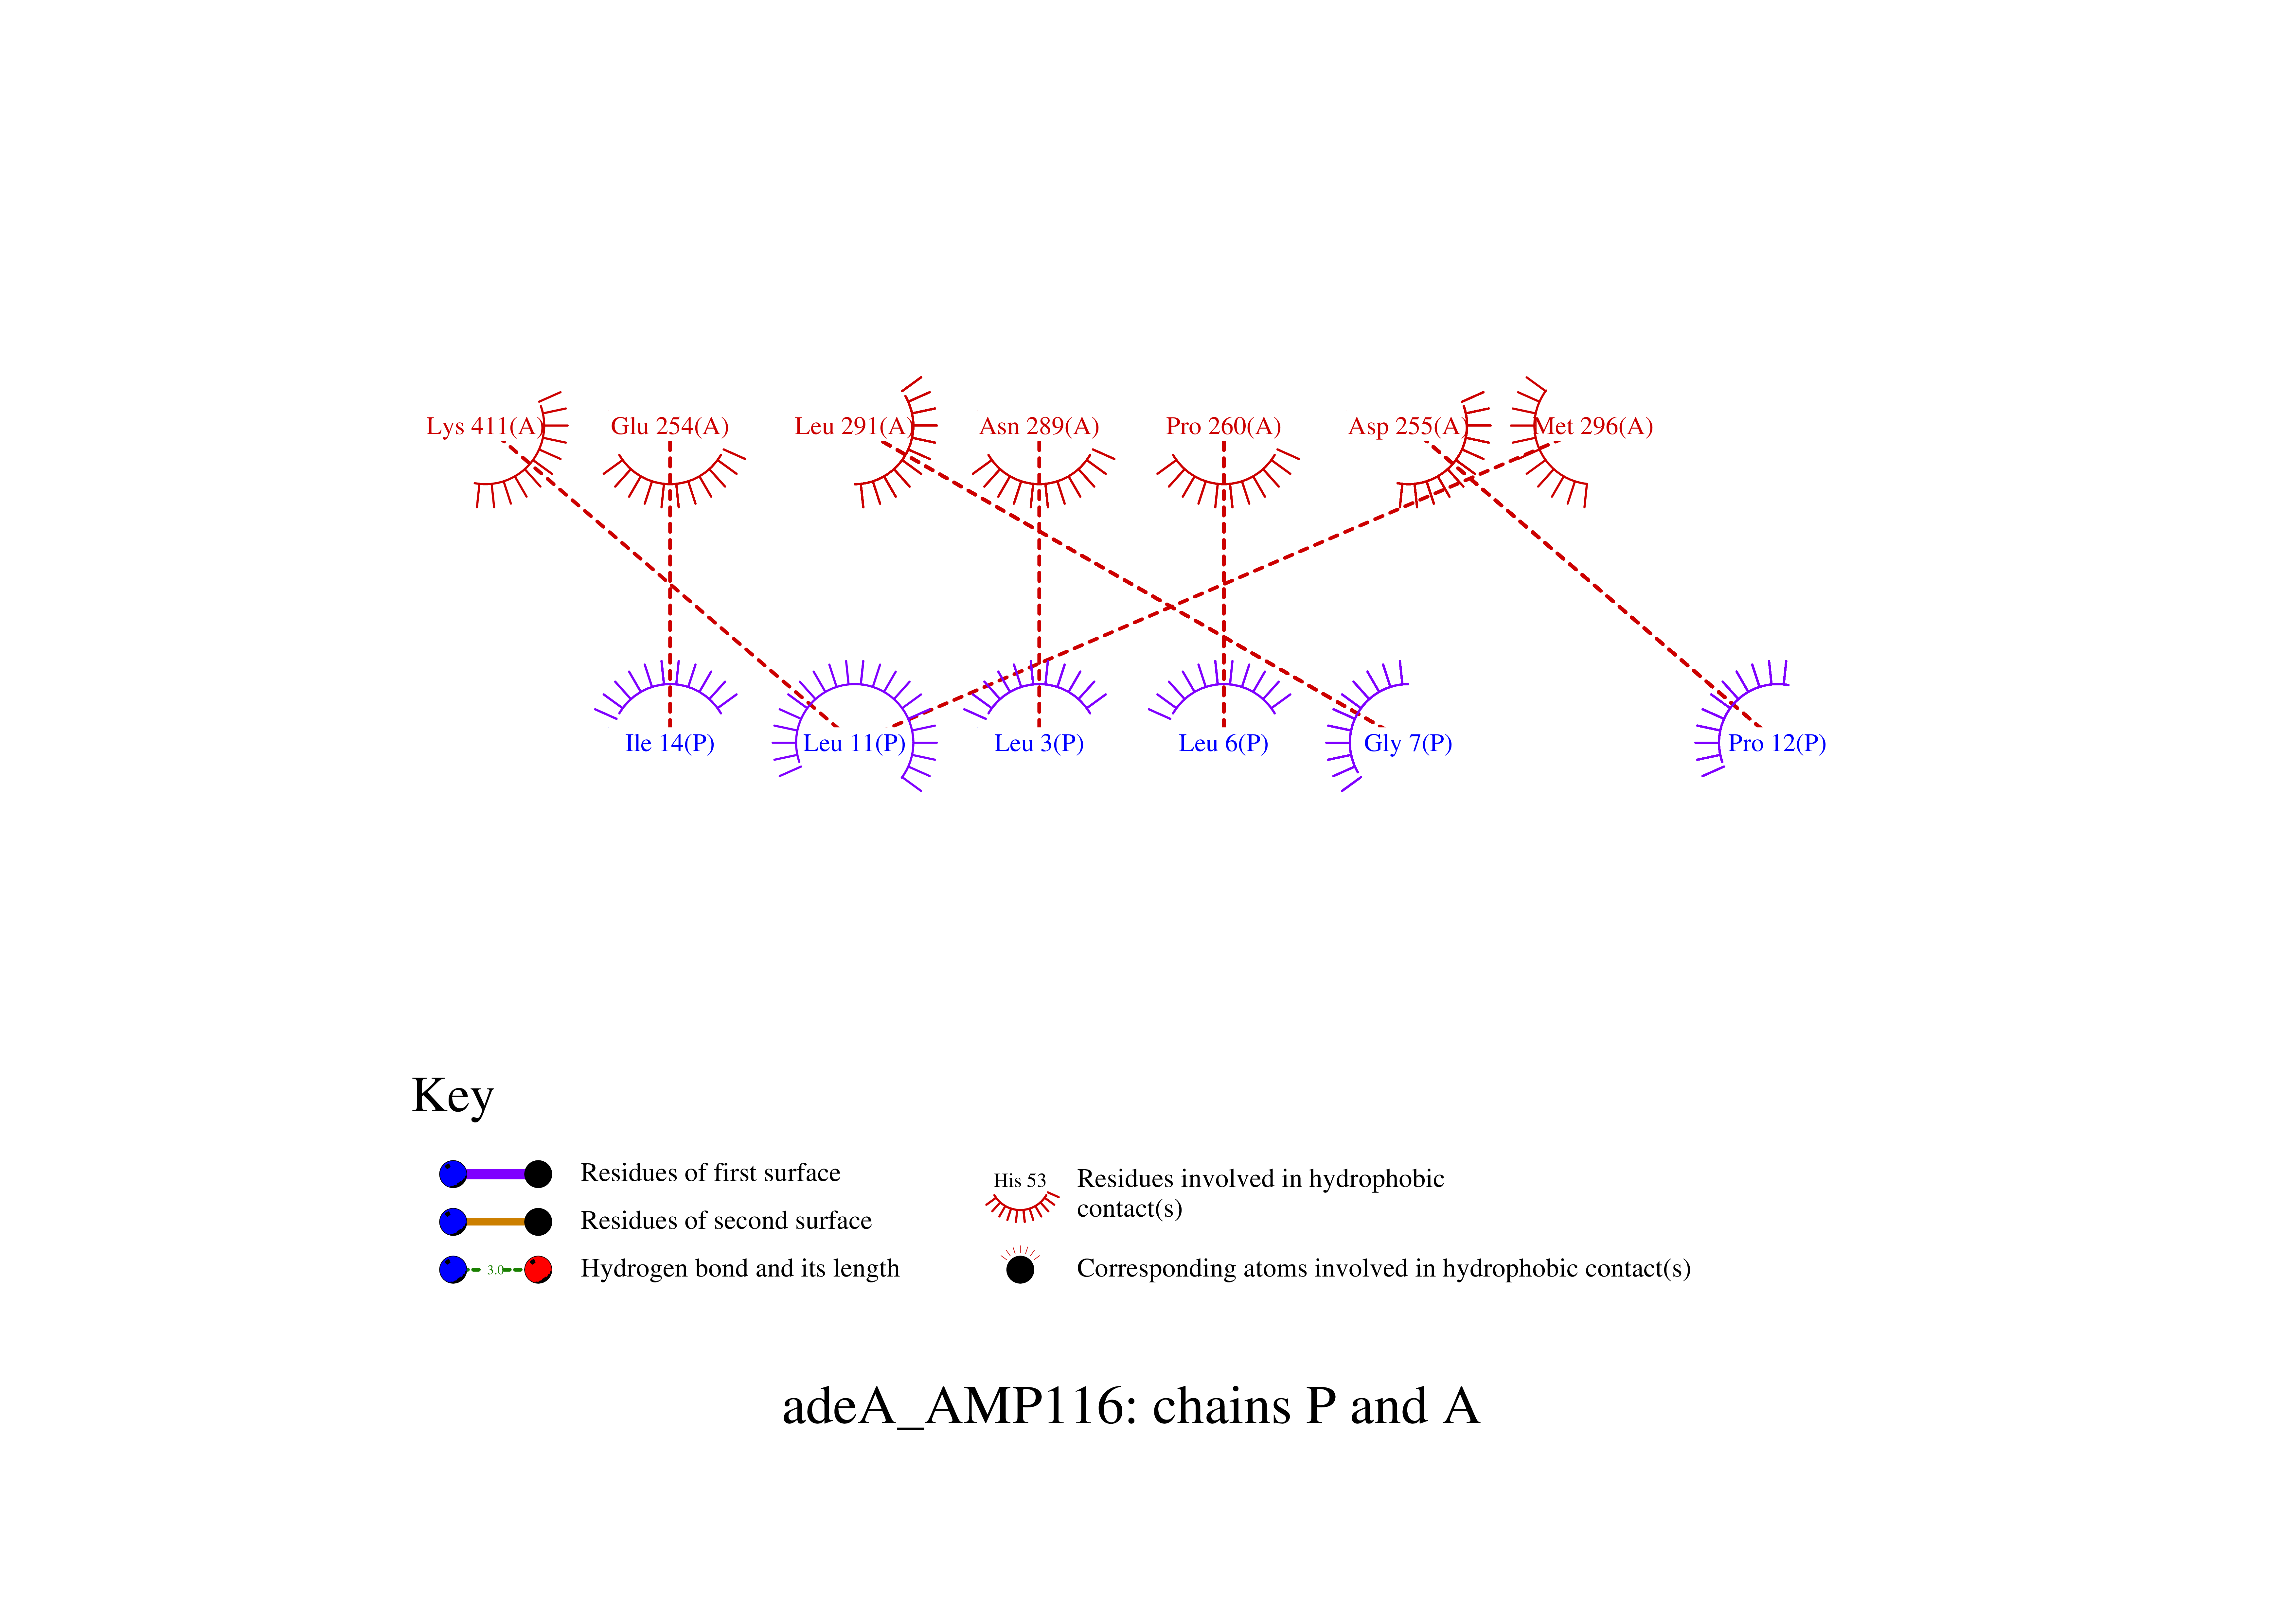 Lys 411(A) Glu 254(A) Leu 291(A) Asn 289(A) Pro 260(A) Asp 255(A) Met 296(A)
Ile 14(P) Leu 11(P) Leu 3(P) Leu 6(P) Gly 7(P) Pro 12(P)
Key
Residues of first surface
Residues of second surface
3.0 Hydrogen bond and its length
His 53 Residues involved in hydrophobic
contact(s)
Corresponding atoms involved in hydrophobic contact(s)
adeA_AMP116: chains P and A